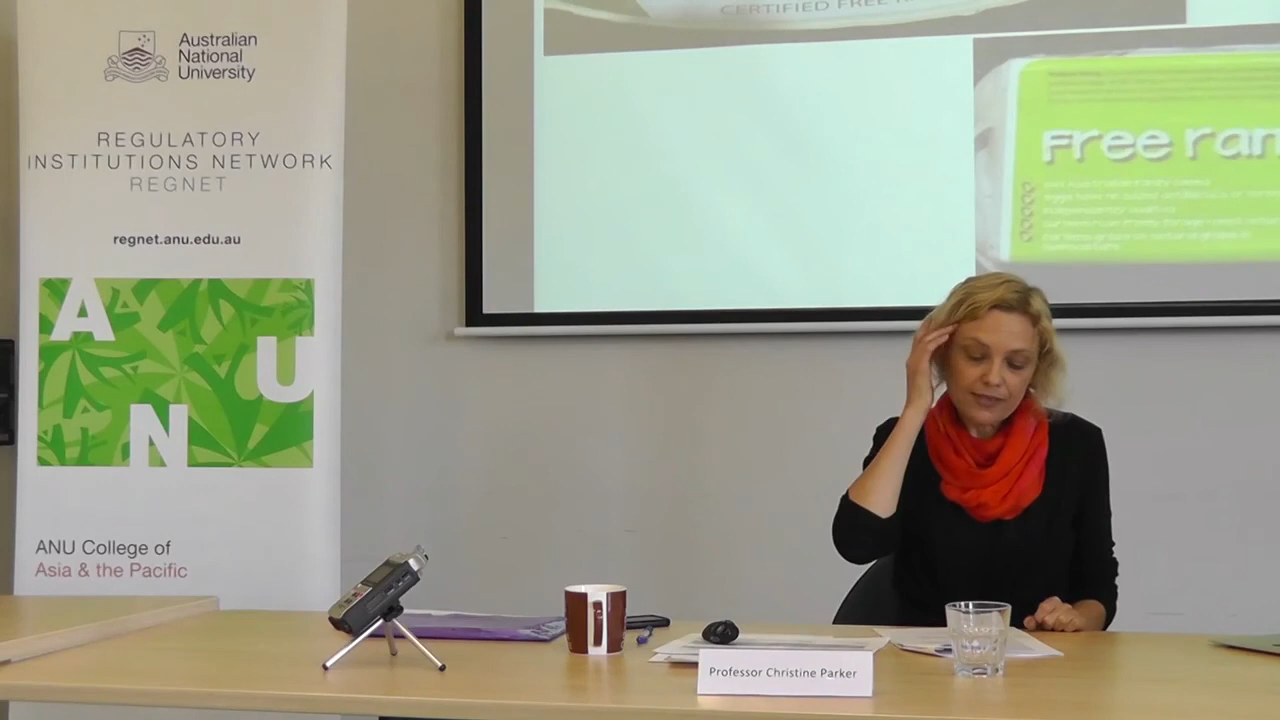 Australian
National
University
REGULATORY
INSTITUTIONS NETWORK
REGNET
regnet.anu.edu.au
A
N
U
ANU College of
Asia & the Pacific
CERTIFIED FREE
Free ran
Professor Christine Parker